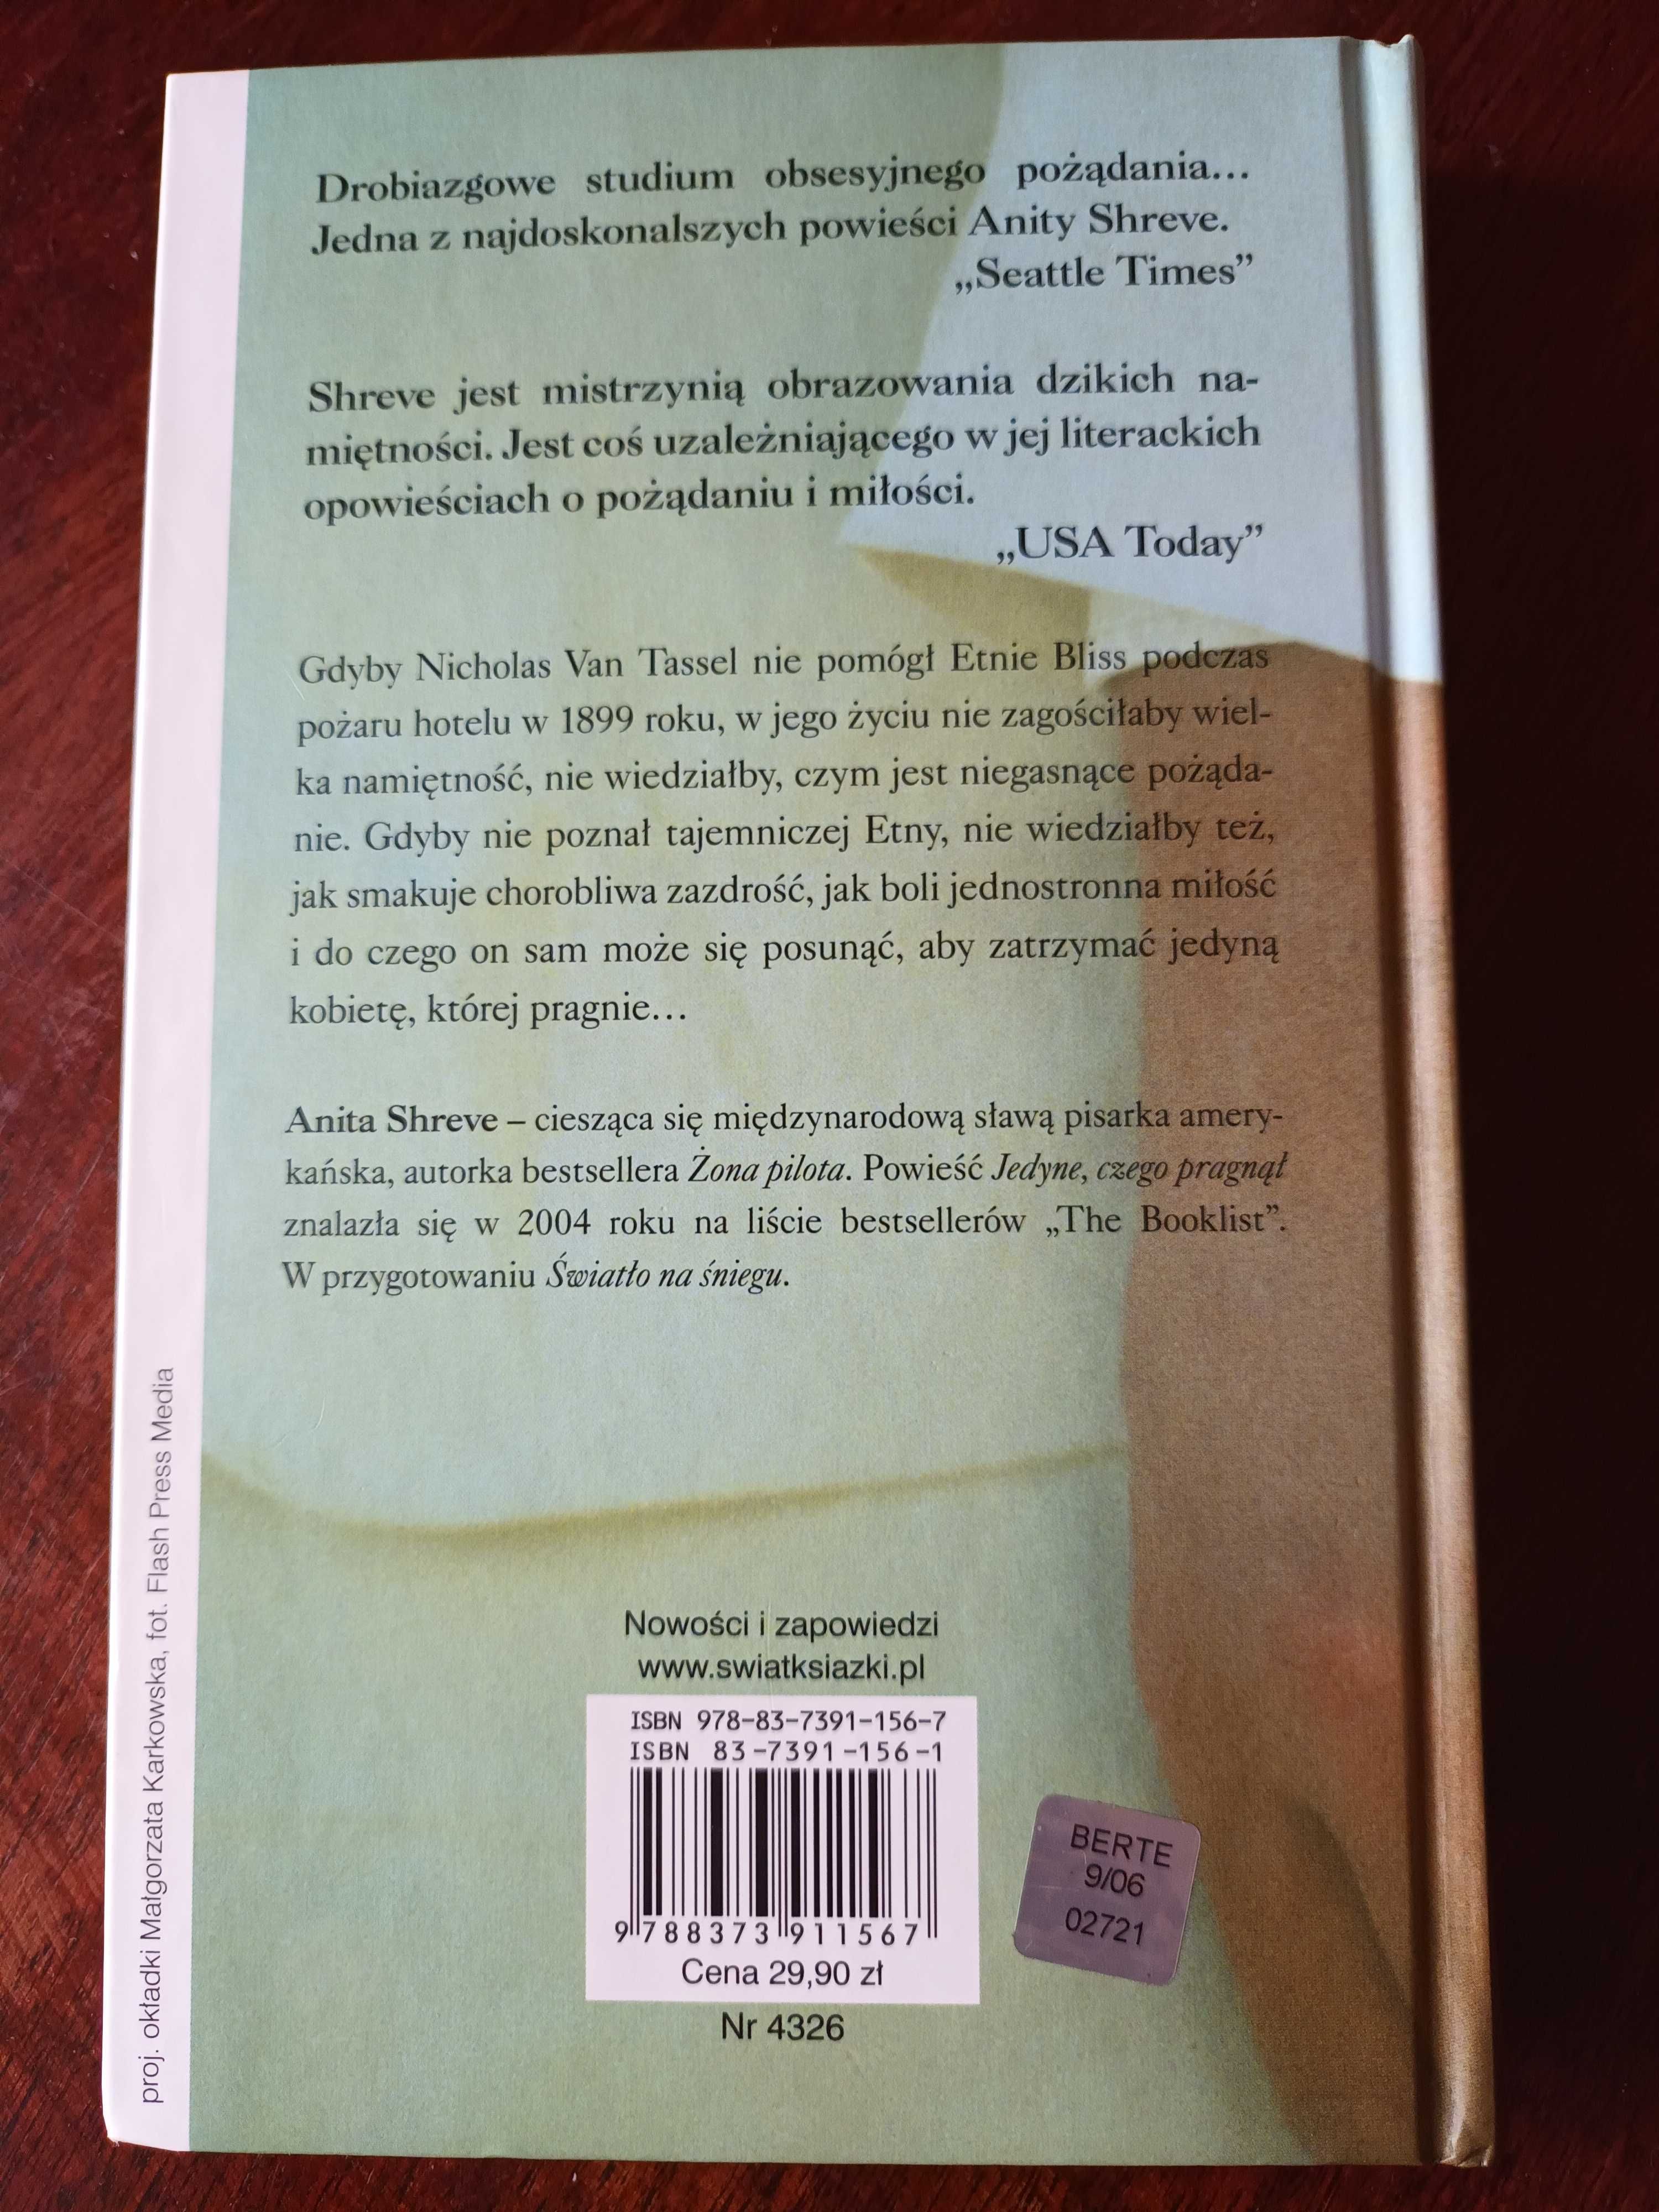 Drobiazgowe studium obsesyjnego pożądania...
Jedna z najdoskonalszych powieści Anity Shreve.
„Seattle Times”
Shreve jest mistrzynią obrazowania dzikich na-
miętności. Jest coś uzależniającego w jej literackich
opowieściach o pożądaniu i miłości.
„USA Today”
Gdyby Nicholas Van Tassel nie pomógł Etnie Bliss podczas
pożaru hotelu w 1899 roku, w jego życiu nie zagościłaby wiel-
ka namiętność, nie wiedziałby, czym jest niegasnące pożąda-
nie. Gdyby nie poznał tajemniczej Etny, nie wiedziałby też,
jak smakuje chorobliwa zazdrość, jak boli jednostronna miłość
i do czego on sam może się posunąć, aby zatrzymać jedyną
kobietę, której pragnie...
Anita Shreve – ciesząca się międzynarodową sławą pisarka amery-
kańska, autorka bestsellera Żona pilota. Powieść Jedyne, czego pragnął
znalazła się w 2004 roku na liście bestsellerów „The Booklist”.
W przygotowaniu Światło na śniegu.
proj. okładki Małgorzata Karkowska, fot. Flash Press Media
Nowości i zapowiedzi
www.swiatksiazki.pl
ISBN 978-83-7391-156-7
ISBN 83-7391-156-1
9 788373 911567
Cena 29,90 zł
Nr 4326
BERTE
9/06
02721